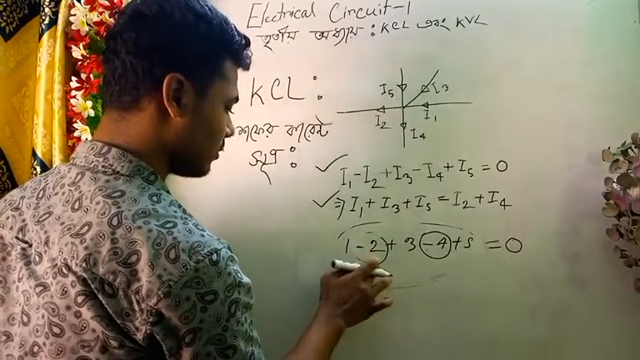 Electrical Circuit-1
তৃতীয় অধ্যায় : KCL এবং KVL
KCL :
I5 I3
I2 I1
I4
কারেন্ট
সূত্র :
✓ I1-I2+I3-I4+I5 = 0
✓ ⇒ I1+I3+I5 = I2+I4
1-2+3-4+5 = 0